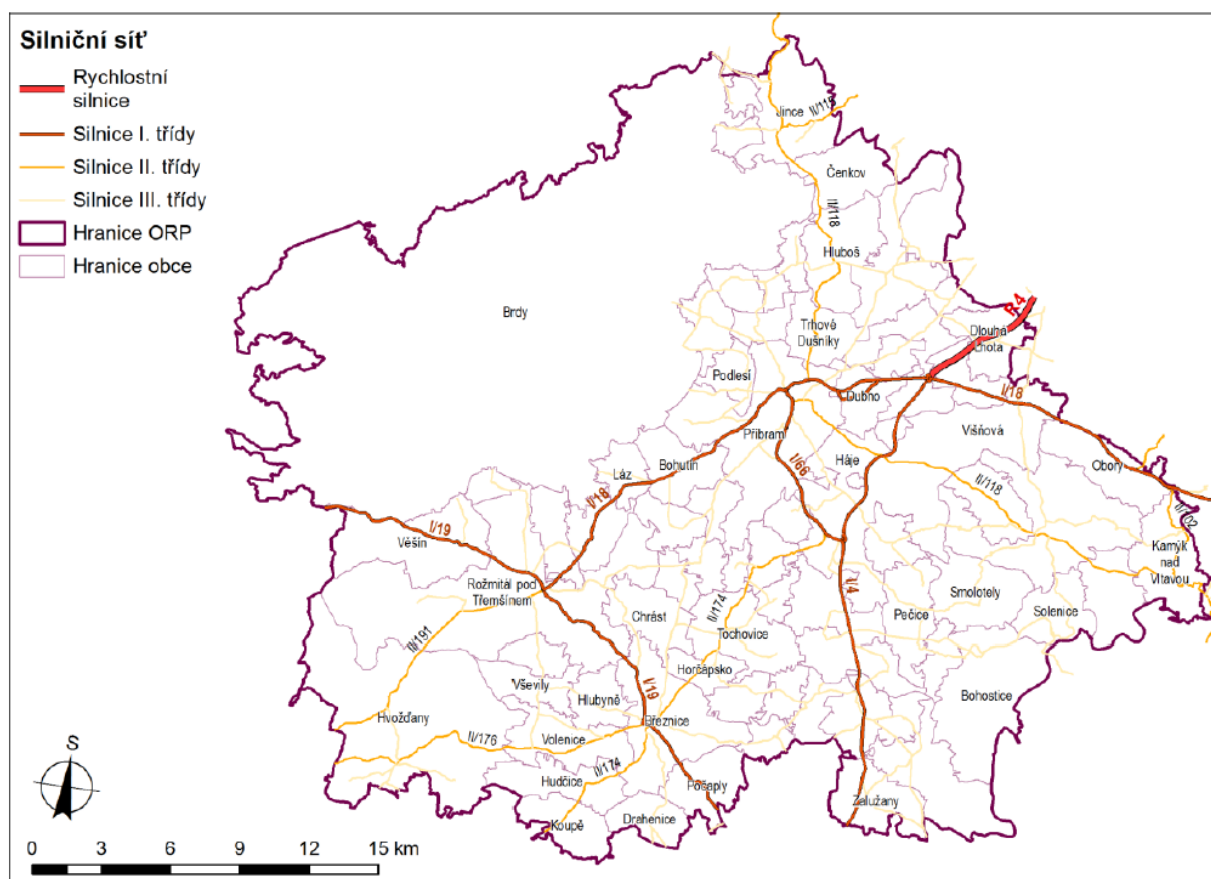 Silniční síť
Rychlostní
silnice
Silnice I. třídy
Silnice II. třídy
Silnice III. třídy
Hranice ORP
Hranice obce
Jince
II/115
Čenkov
II/118
Hluboš
Brdy
R4
Trhové
Dušníky
Dlouhá
Lhota
Podlesí
Dubno
I/18
Příbram
Višňová
Háje
Obory
Láz
Bohutín
I/66
I/18
II/118
II/102
I/19
Věšín
Kamýk
nad
Vltavou
Rožmitál pod
Třemšínem
I/4
Smolotely
Solenice
Chrást
II/174
Pečice
Tochovice
II/191
Horčápsko
Vševily
I/19
Hlubyně
Bohostice
Hvožďany
Březnice
II/176
Volenice
S
II/174
Hudčice
Počaply
Zalužany
Koupě
Drahenice
0 3 6 9 12 15 km